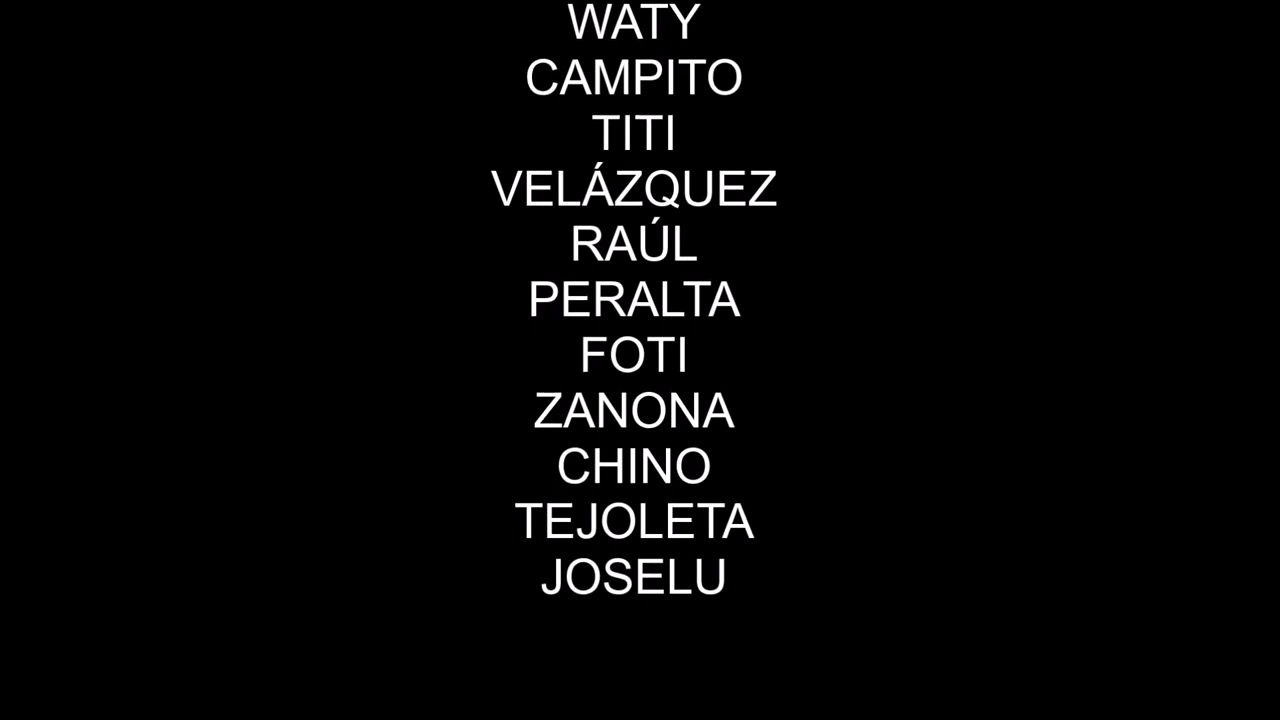 WATY
CAMPITO
TITI
VELÁZQUEZ
RAÚL
PERALTA
FOTI
ZANONA
CHINO
TEJOLETA
JOSELU